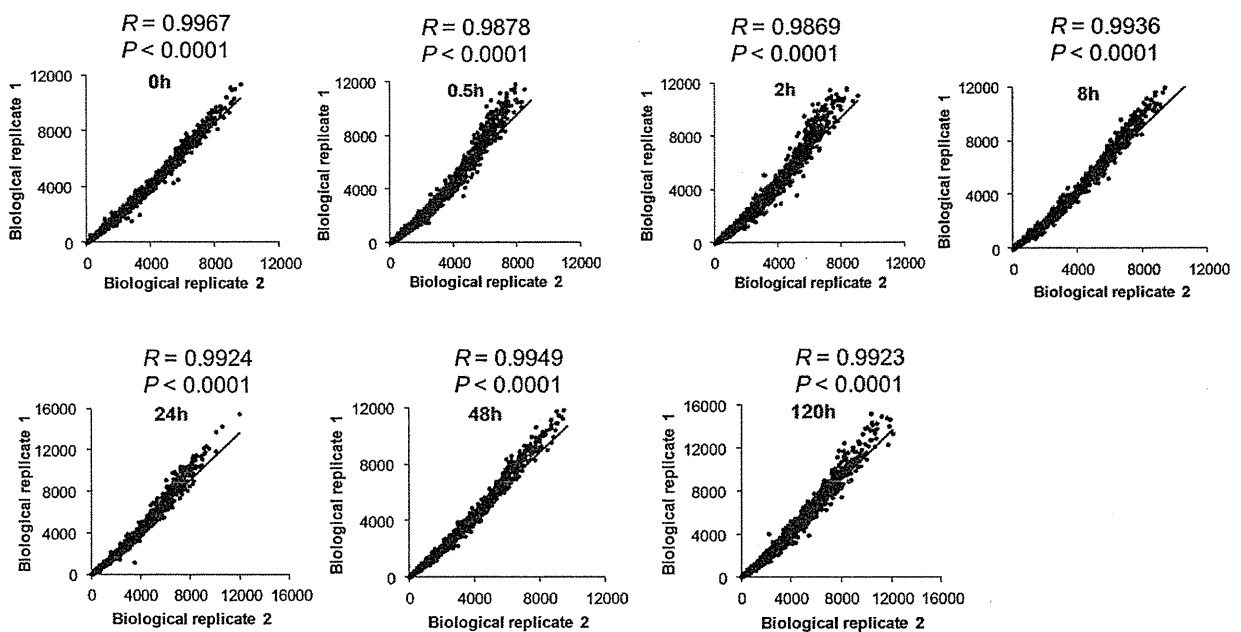 R = 0.9967
P < 0.0001
0h
Biological replicate 1
12000
8000
4000
0
0 4000 8000 12000
Biological replicate 2
R = 0.9878
P < 0.0001
0.5h
Biological replicate 1
12000
8000
4000
0
0 4000 8000 12000
Biological replicate 2
R = 0.9869
P < 0.0001
2h
Biological replicate 1
12000
8000
4000
0
0 4000 8000 12000
Biological replicate 2
R = 0.9936
P < 0.0001
8h
Biological replicate 1
12000
8000
4000
0
0 4000 8000 12000
Biological replicate 2
R = 0.9924
P < 0.0001
24h
Biological replicate 1
16000
12000
8000
4000
0
0 4000 8000 12000 16000
Biological replicate 2
R = 0.9949
P < 0.0001
48h
Biological replicate 1
12000
8000
4000
0
0 4000 8000 12000
Biological replicate 2
R = 0.9923
P < 0.0001
120h
Biological replicate 1
16000
12000
8000
4000
0
0 4000 8000 12000 16000
Biological replicate 2